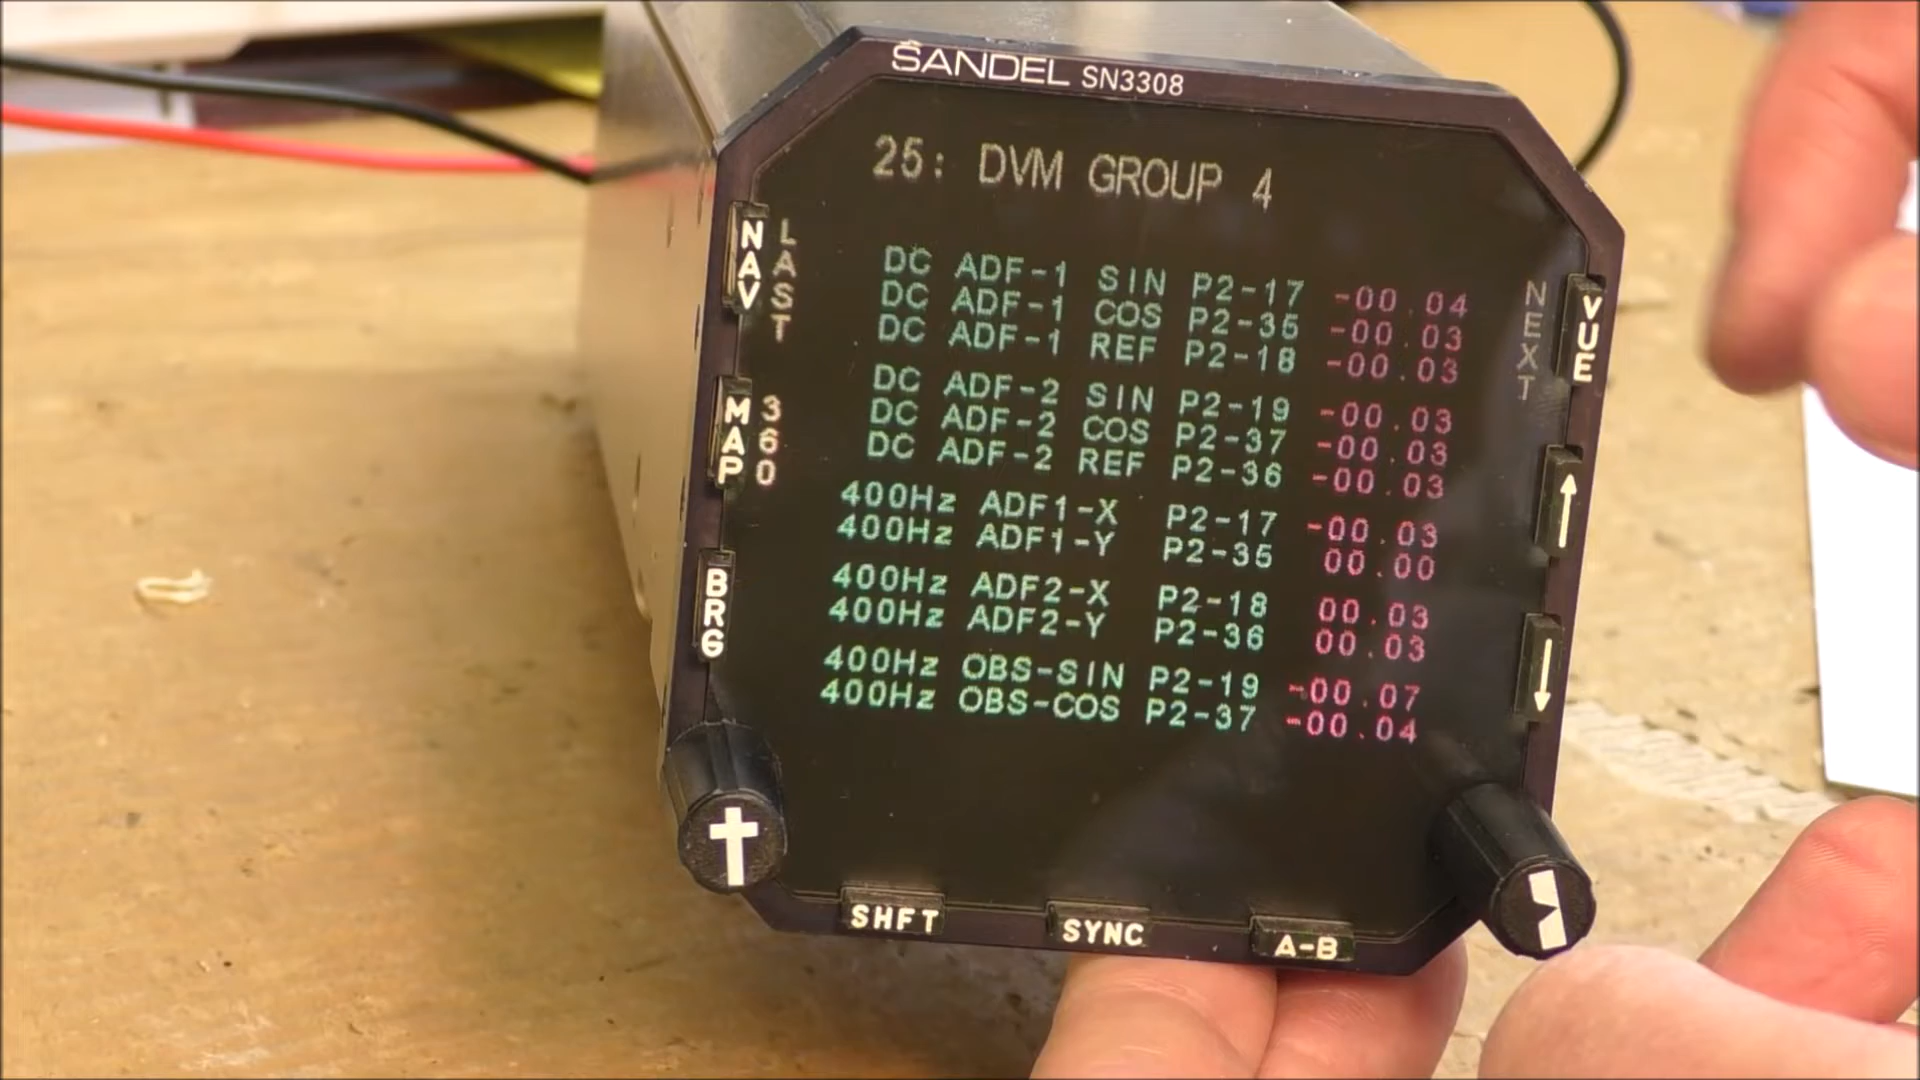 SANDEL SN3308
25: DVM GROUP 4
NAV
LAST
DC ADF-1 SIN P2-17 -00.04
DC ADF-1 COS P2-35 -00.03
DC ADF-1 REF P2-18 -00.03
NEXT
VUE
DC ADF-2 SIN P2-19 -00.03
DC ADF-2 COS P2-37 -00.03
DC ADF-2 REF P2-36 -00.03
MAP
360
400Hz ADF1-X P2-17 -00.03
400Hz ADF1-Y P2-35 00.00
400Hz ADF2-X P2-18 00.03
400Hz ADF2-Y P2-36 00.03
BRG
400Hz OBS-SIN P2-19 -00.07
400Hz OBS-COS P2-37 -00.04
SHFT
SYNC
A-B